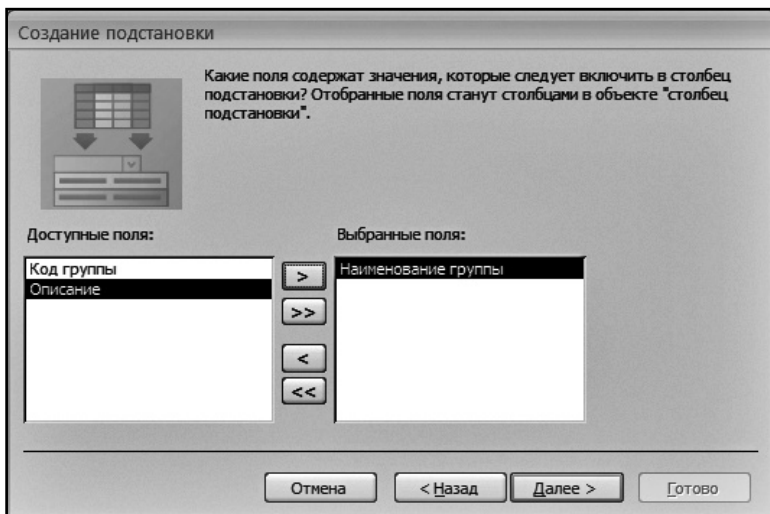 Создание подстановки
Какие поля содержат значения, которые следует включить в столбец
подстановки? Отобранные поля станут столбцами в объекте "столбец
подстановки".
Доступные поля:
Выбранные поля:
Код группы
Описание
Наименование группы
>
>>
<
<<
Отмена
< Назад
Далее >
Готово